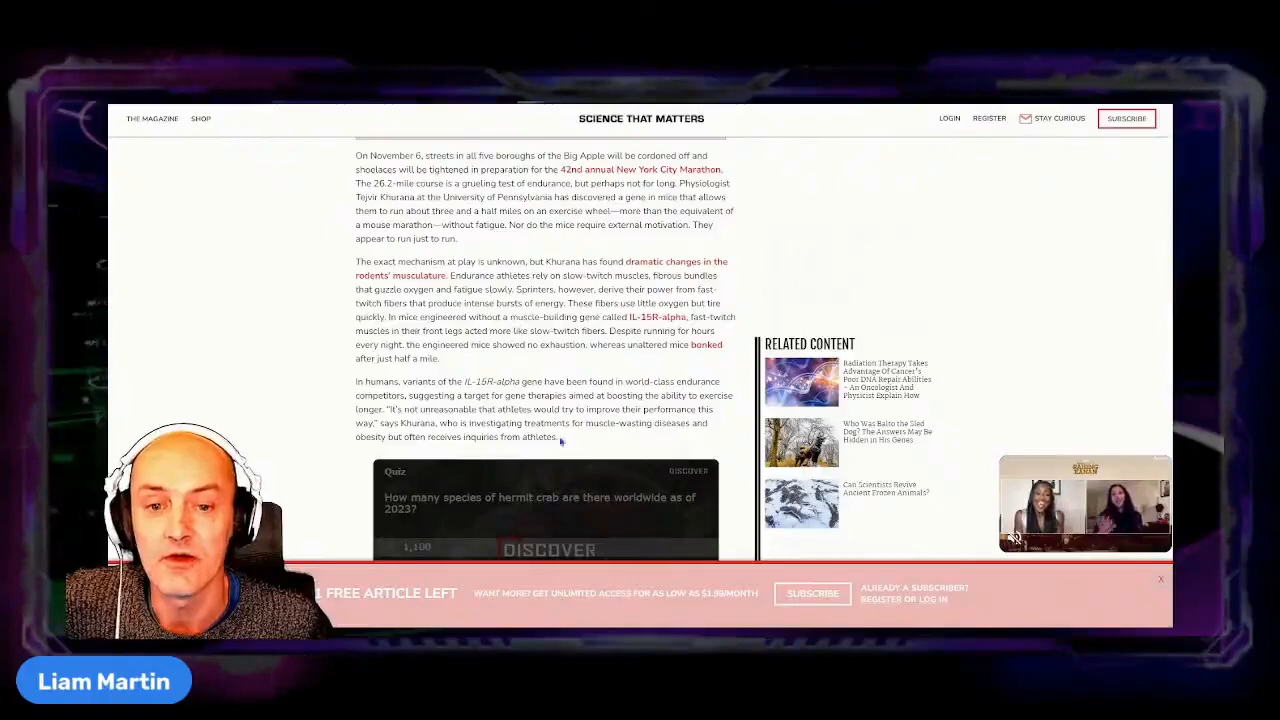 THE MAGAZINE SHOP
SCIENCE THAT MATTERS
LOGIN REGISTER STAY CURIOUS SUBSCRIBE
On November 6, streets in all five boroughs of the Big Apple will be cordoned off and
shoelaces will be tightened in preparation for the 42nd annual New York City Marathon.
The 26.2-mile course is a grueling test of endurance, but perhaps not for long. Physiologist
Tejvir Khurana at the University of Pennsylvania has discovered a gene in mice that allows
them to run about three and a half miles on an exercise wheel—more than the equivalent of
a mouse marathon—without fatigue. Nor do the mice require external motivation. They
appear to run just to run.
The exact mechanism at play is unknown, but Khurana has found dramatic changes in the
rodents' musculature. Endurance athletes rely on slow-twitch muscles, fibrous bundles
that guzzle oxygen and fatigue slowly. Sprinters, however, derive their power from fast-
twitch fibers that produce intense bursts of energy. These fibers use little oxygen but tire
quickly. In mice engineered without a muscle-building gene called IL-15R-alpha, fast-twitch
muscles in their front legs acted more like slow-twitch fibers. Despite running for hours
every night, the engineered mice showed no exhaustion, whereas unaltered mice bonked
after just half a mile.
In humans, variants of the IL-15R-alpha gene have been found in world-class endurance
competitors, suggesting a target for gene therapies aimed at boosting the ability to exercise
longer. "It's not unreasonable that athletes would try to improve their performance this
way," says Khurana, who is investigating treatments for muscle-wasting diseases and
obesity but often receives inquiries from athletes.
RELATED CONTENT
Radiation Therapy Takes
Advantage Of Cancer's
Poor DNA Repair Abilities
– An Oncologist And
Physicist Explain How
Who Was Balto the Sled
Dog? The Answers May Be
Hidden in His Genes
Can Scientists Revive
Ancient Frozen Animals?
RAISING
KANAN
Quiz DISCOVER
How many species of hermit crab are there worldwide as of
2023?
1,100
DISCOVER
1 FREE ARTICLE LEFT
WANT MORE? GET UNLIMITED ACCESS FOR AS LOW AS $1.99/MONTH
SUBSCRIBE
ALREADY A SUBSCRIBER?
REGISTER OR LOG IN
X
Liam Martin